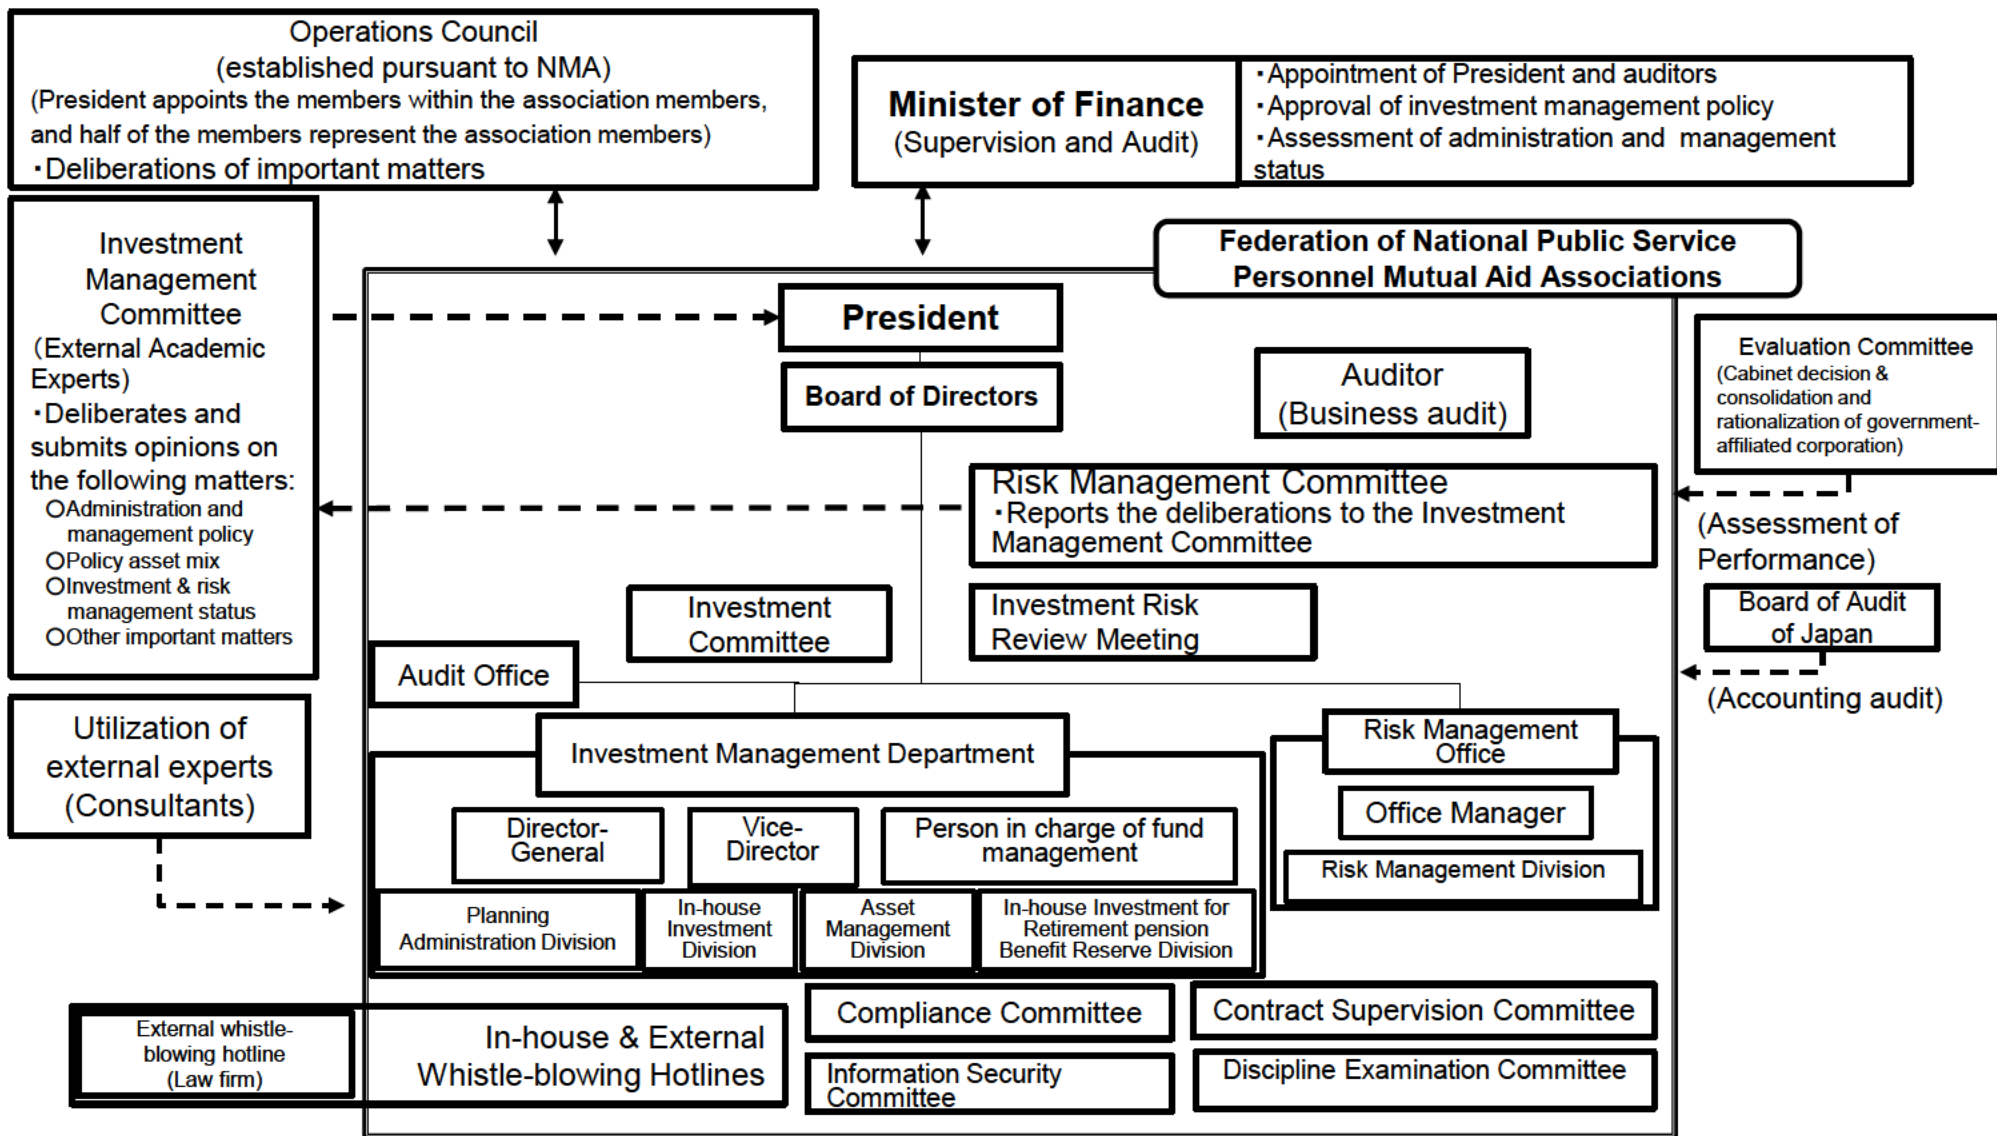 Operations Council
(established pursuant to NMA)
(President appoints the members within the association members,
and half of the members represent the association members)
・Deliberations of important matters
Minister of Finance
(Supervision and Audit)
・Appointment of President and auditors
・Approval of investment management policy
・Assessment of administration and management
status
Investment
Management
Committee
(External Academic
Experts)
・Deliberates and
submits opinions on
the following matters:
○Administration and
management policy
○Policy asset mix
○Investment & risk
management status
○Other important matters
Federation of National Public Service
Personnel Mutual Aid Associations
President
Board of Directors
Auditor
(Business audit)
Evaluation Committee
(Cabinet decision &
consolidation and
rationalization of government-
affiliated corporation)
Risk Management Committee
・Reports the deliberations to the Investment
Management Committee
(Assessment of
Performance)
Investment
Committee
Investment Risk
Review Meeting
Board of Audit
of Japan
(Accounting audit)
Audit Office
Utilization of
external experts
(Consultants)
Investment Management Department
Risk Management
Office
Office Manager
Risk Management Division
Director-
General
Vice-
Director
Person in charge of fund
management
Planning
Administration Division
In-house
Investment
Division
Asset
Management
Division
In-house Investment for
Retirement pension
Benefit Reserve Division
External whistle-
blowing hotline
(Law firm)
In-house & External
Whistle-blowing Hotlines
Compliance Committee
Contract Supervision Committee
Information Security
Committee
Discipline Examination Committee